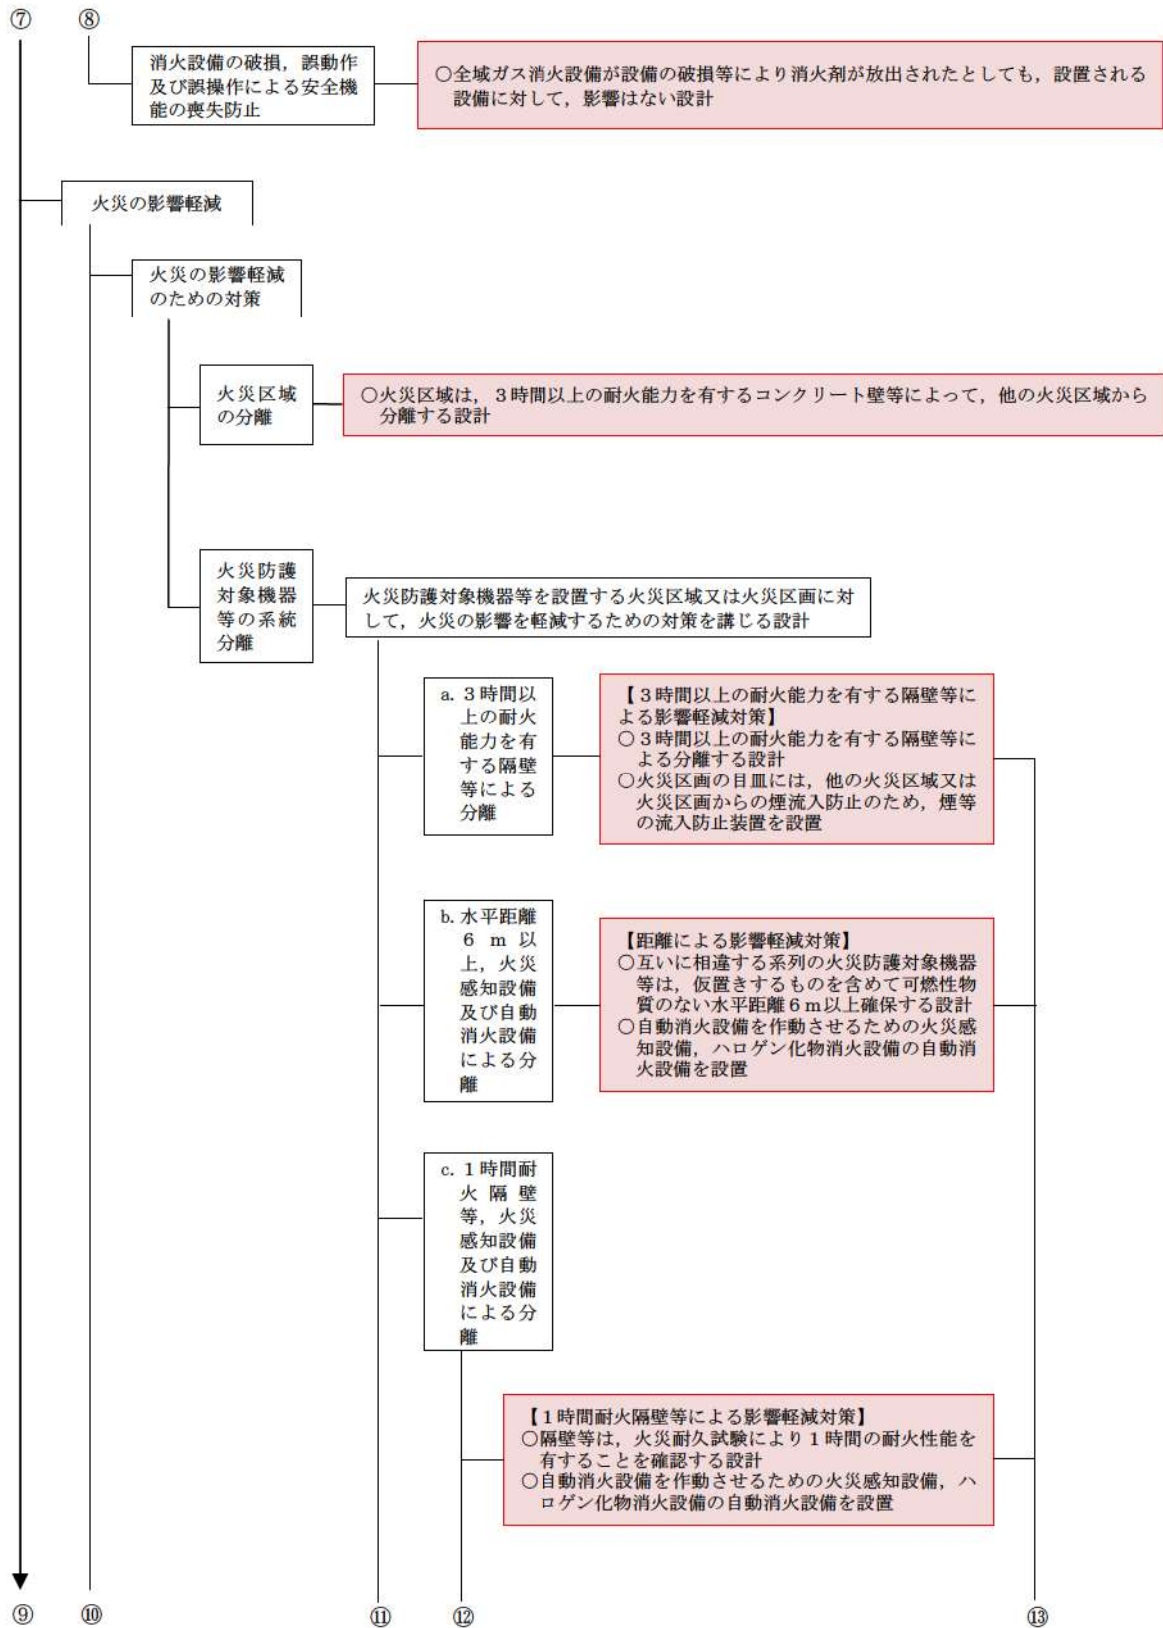 ⑦
⑧
消火設備の破損，誤動作
及び誤操作による安全機
能の喪失防止
○全域ガス消火設備が設備の破損等により消火剤が放出されたとしても，設置される
設備に対して，影響はない設計
火災の影響軽減
火災の影響軽減
のための対策
火災区域
の分離
○火災区域は，３時間以上の耐火能力を有するコンクリート壁等によって，他の火災区域から
分離する設計
火災防護
対象機器
等の系統
分離
火災防護対象機器等を設置する火災区域又は火災区画に対
して，火災の影響を軽減するための対策を講じる設計
a. ３時間以
上の耐火
能力を有
する隔壁
等による
分離
【３時間以上の耐火能力を有する隔壁等に
よる影響軽減対策】
○３時間以上の耐火能力を有する隔壁等に
よる分離する設計
○火災区画の目皿には，他の火災区域又は
火災区画からの煙流入防止のため，煙等
の流入防止装置を設置
b. 水平距離
６ｍ以
上，火災
感知設備
及び自動
消火設備
による分
離
【距離による影響軽減対策】
○互いに相違する系列の火災防護対象機器
等は，仮置きするものを含めて可燃性物
質のない水平距離６ｍ以上確保する設計
○自動消火設備を作動させるための火災感
知設備，ハロゲン化物消火設備の自動消
火設備を設置
c. １時間耐
火隔壁
等，火災
感知設備
及び自動
消火設備
による分
離
【１時間耐火隔壁等による影響軽減対策】
○隔壁等は，火災耐久試験により１時間の耐火性能を
有することを確認する設計
○自動消火設備を作動させるための火災感知設備，ハ
ロゲン化物消火設備の自動消火設備を設置
⑨
⑩
⑪
⑫
⑬